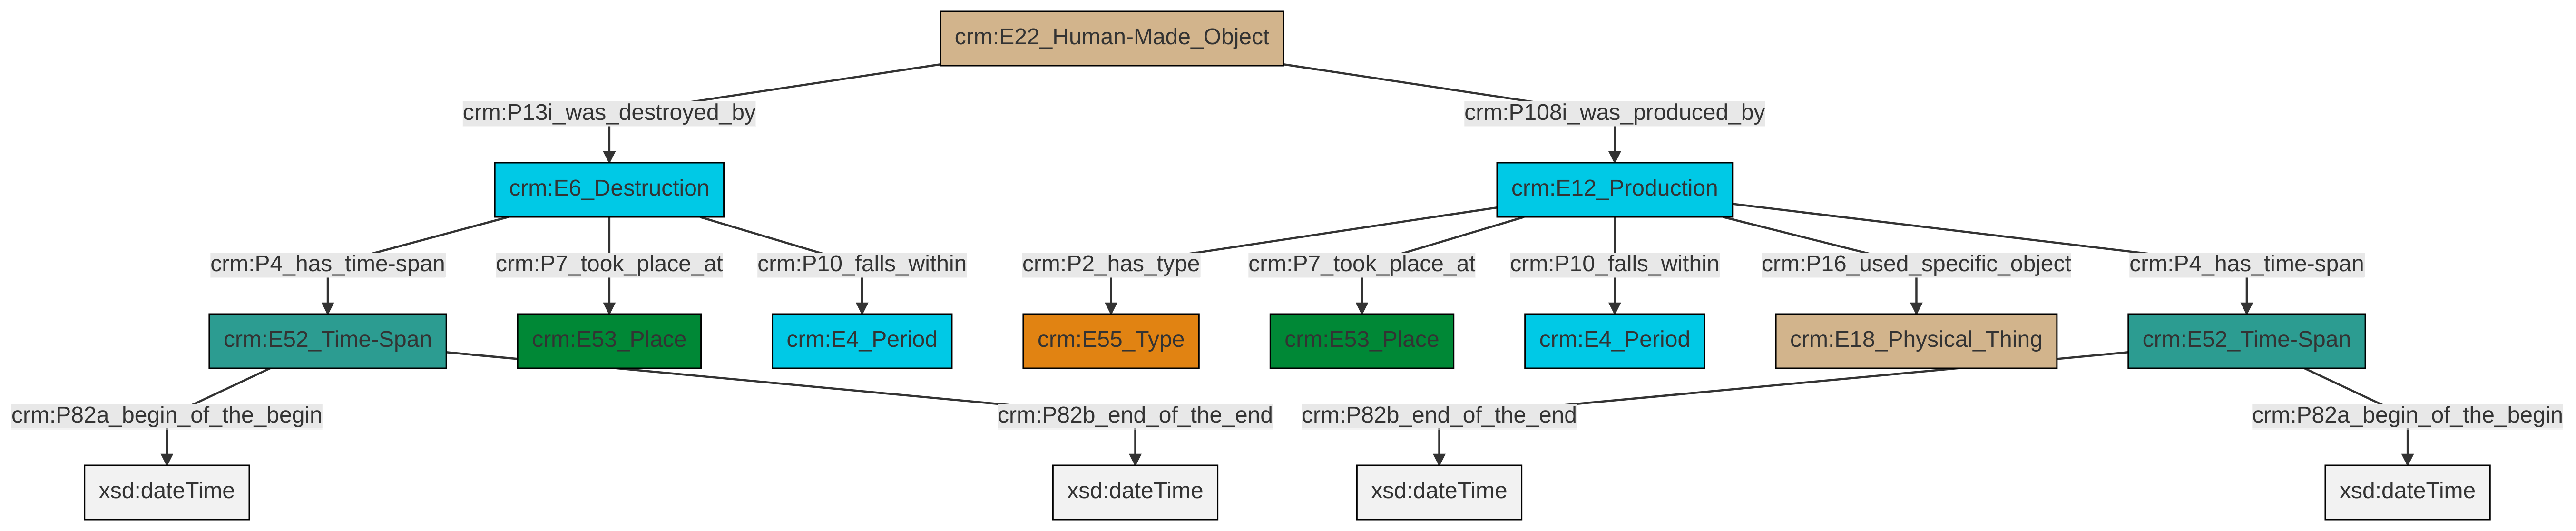 crm:E22_Human-Made_Object
crm:P13i_was_destroyed_by
crm:P108i_was_produced_by
crm:E6_Destruction
crm:E12_Production
crm:P4_has_time-span
crm:P7_took_place_at
crm:P10_falls_within
crm:P2_has_type
crm:P7_took_place_at
crm:P10_falls_within
crm:P16_used_specific_object
crm:P4_has_time-span
crm:E52_Time-Span
crm:E53_Place
crm:E4_Period
crm:E55_Type
crm:E53_Place
crm:E4_Period
crm:E18_Physical_Thing
crm:E52_Time-Span
crm:P82a_begin_of_the_begin
crm:P82b_end_of_the_end
crm:P82b_end_of_the_end
crm:P82a_begin_of_the_begin
xsd:dateTime
xsd:dateTime
xsd:dateTime
xsd:dateTime